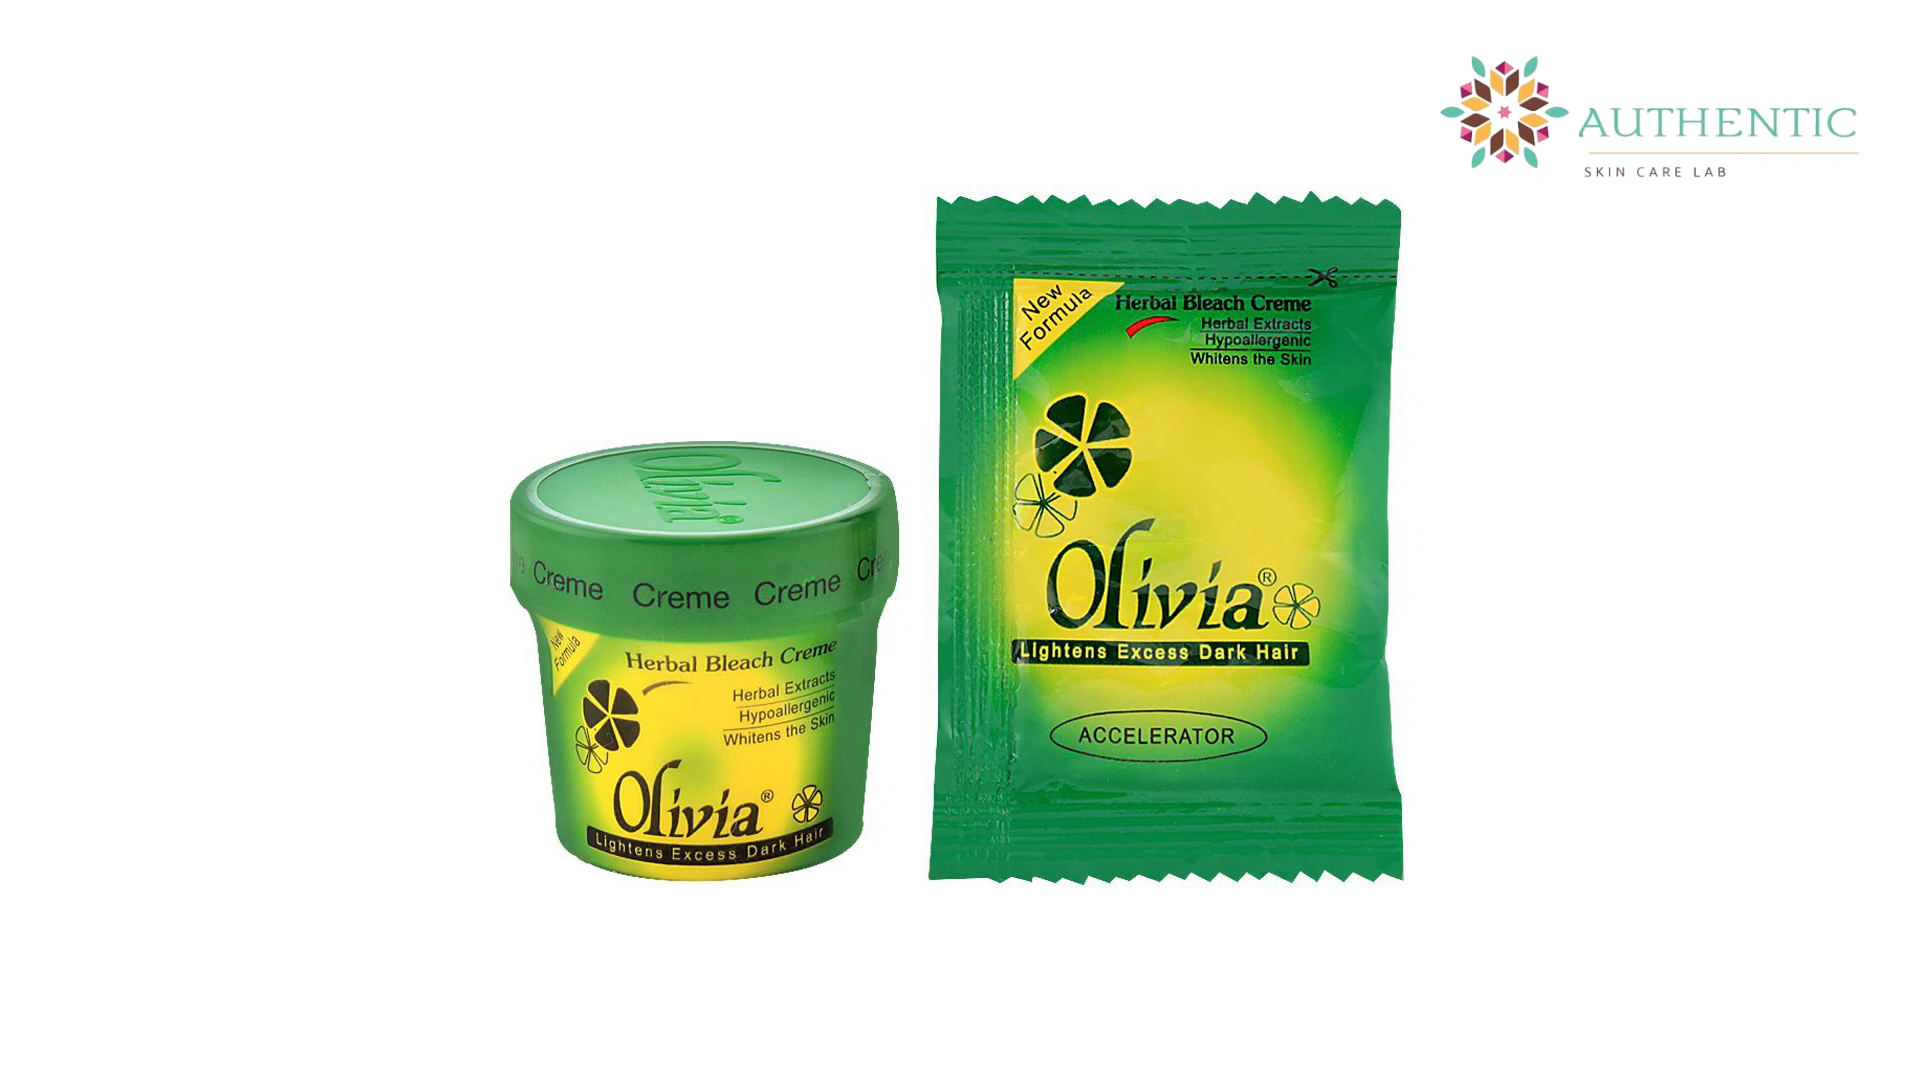 AUTHENTIC
SKIN CARE LAB
Olivia®
Creme Creme Creme
New
Formula
Herbal Bleach Creme
Herbal Extracts
Hypoallergenic
Whitens the Skin
Olivia®
Lightens Excess Dark Hair
New
Formula
Herbal Bleach Creme
Herbal Extracts
Hypoallergenic
Whitens the Skin
Olivia®
Lightens Excess Dark Hair
ACCELERATOR